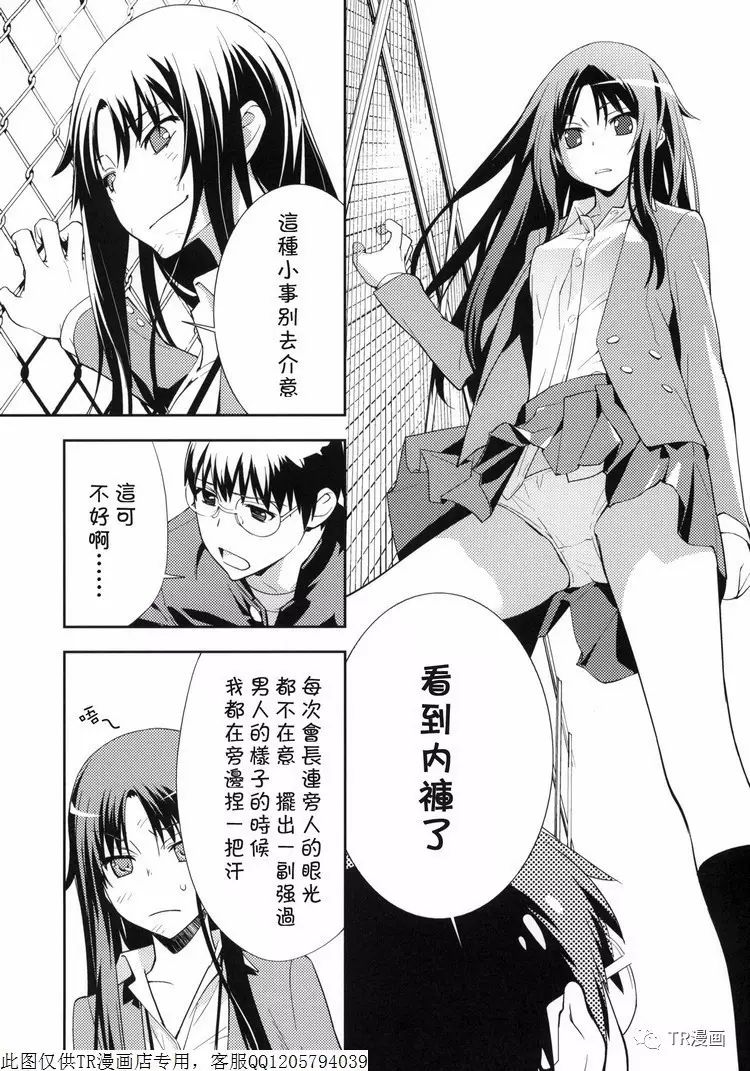 看到內褲了
這種小事別去介意
這可
不好啊……
每次會長連旁人的眼光
都不在意 擺出一副强過
男人的樣子的時候
我都在旁邊捏一把汗
唔~
此图仅供TR漫画店专用，客服QQ1205794039
TR漫画